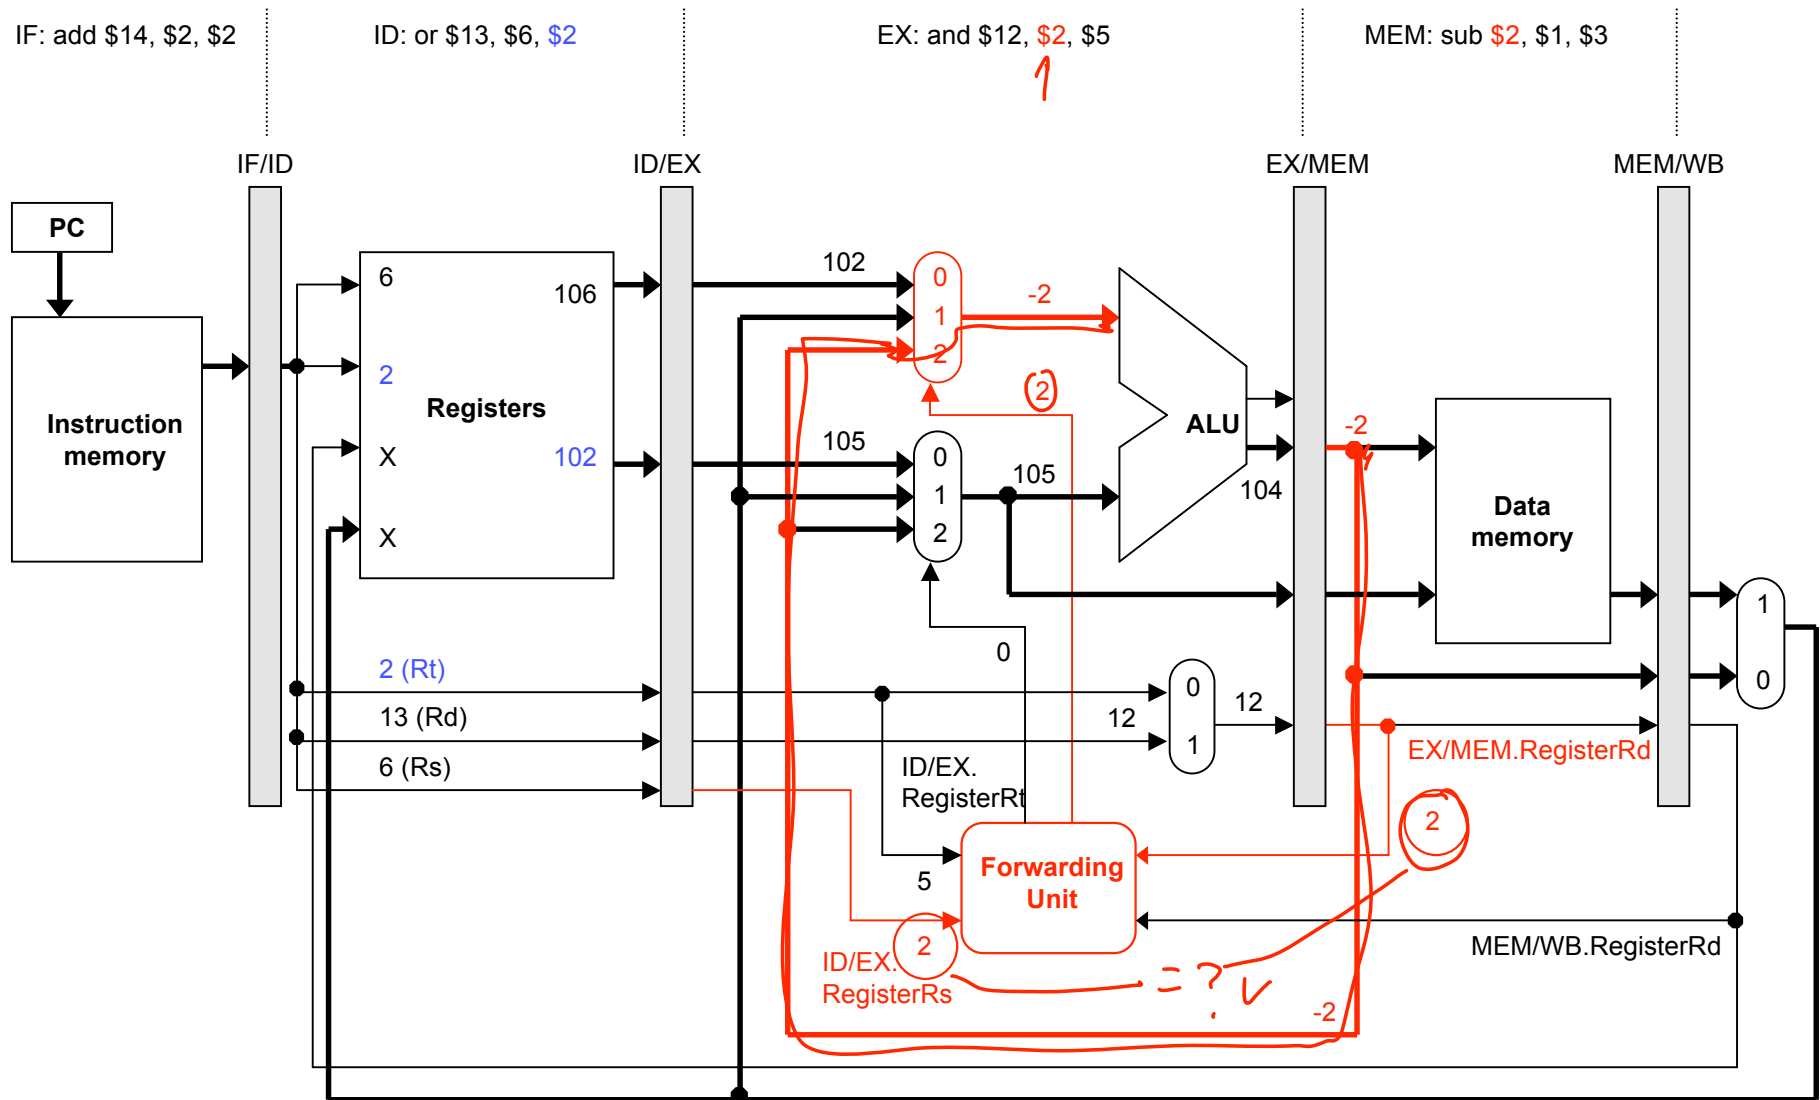 IF: add $14, $2, $2
ID: or $13, $6, $2
EX: and $12, $2, $5
MEM: sub $2, $1, $3
IF/ID
ID/EX
EX/MEM
MEM/WB
PC
Instruction
memory
6
106
2
Registers
X
102
X
102
0
1
2
-2
2
105
0
1
2
105
0
ALU
104
-2
Data
memory
1
0
2 (Rt)
13 (Rd)
6 (Rs)
12
0
1
12
ID/EX.
RegisterRt
EX/MEM.RegisterRd
2
5
Forwarding
Unit
2
ID/EX.
RegisterRs
MEM/WB.RegisterRd
= ? v
-2